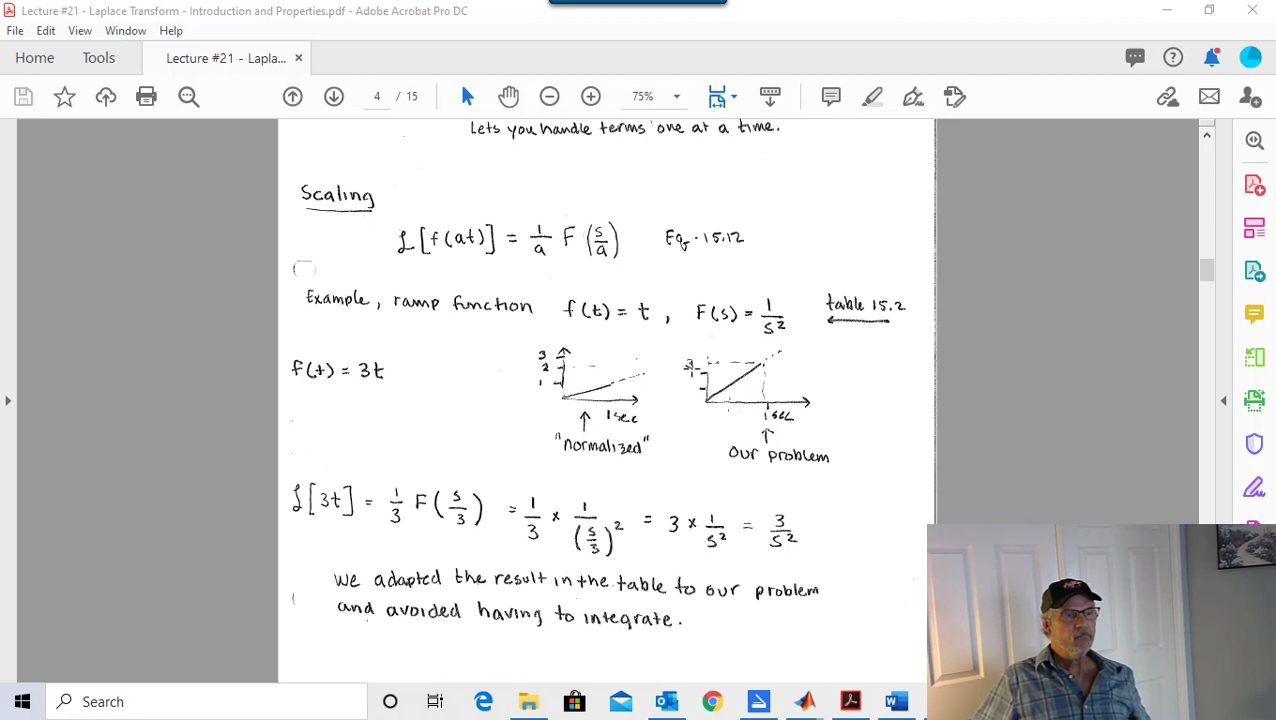 Lecture #21 - Laplace Transform - Introduction and Properties.pdf - Adobe Acrobat Pro DC
File Edit View Window Help
Home Tools Lecture #21 - Lapla... ×
4 / 15 75%
Lets you handle terms one at a time.
Scaling
ℒ[f(at)] = 1/a F(s/a) Eq. 15.12
Example, ramp function f(t) = t, F(s) = 1/s² table 15.2
f(t) = 3t
3
2
1
1 sec
"normalized"
3
1 sec
Our problem
ℒ[3t] = 1/3 F(s/3) = 1/3 × 1/(s/3)² = 3 × 1/s² = 3/s²
We adapted the result in the table to our problem
and avoided having to integrate.
Search